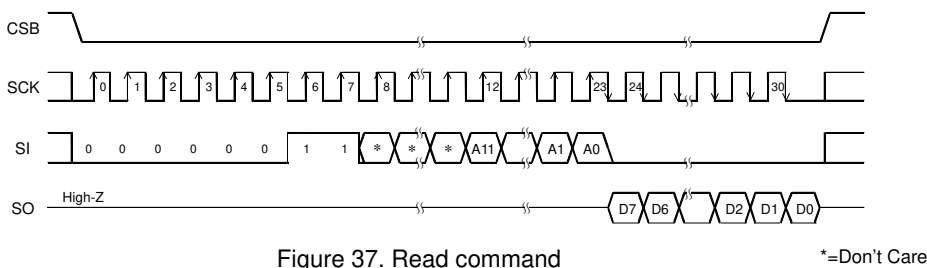 CSB
SCK 0 1 2 3 4 5 6 7 8 12 23 24 30
SI 0 0 0 0 0 0 1 1 * * * A11 A1 A0
High-Z
SO D7 D6 D2 D1 D0
Figure 37. Read command
*=Don't Care